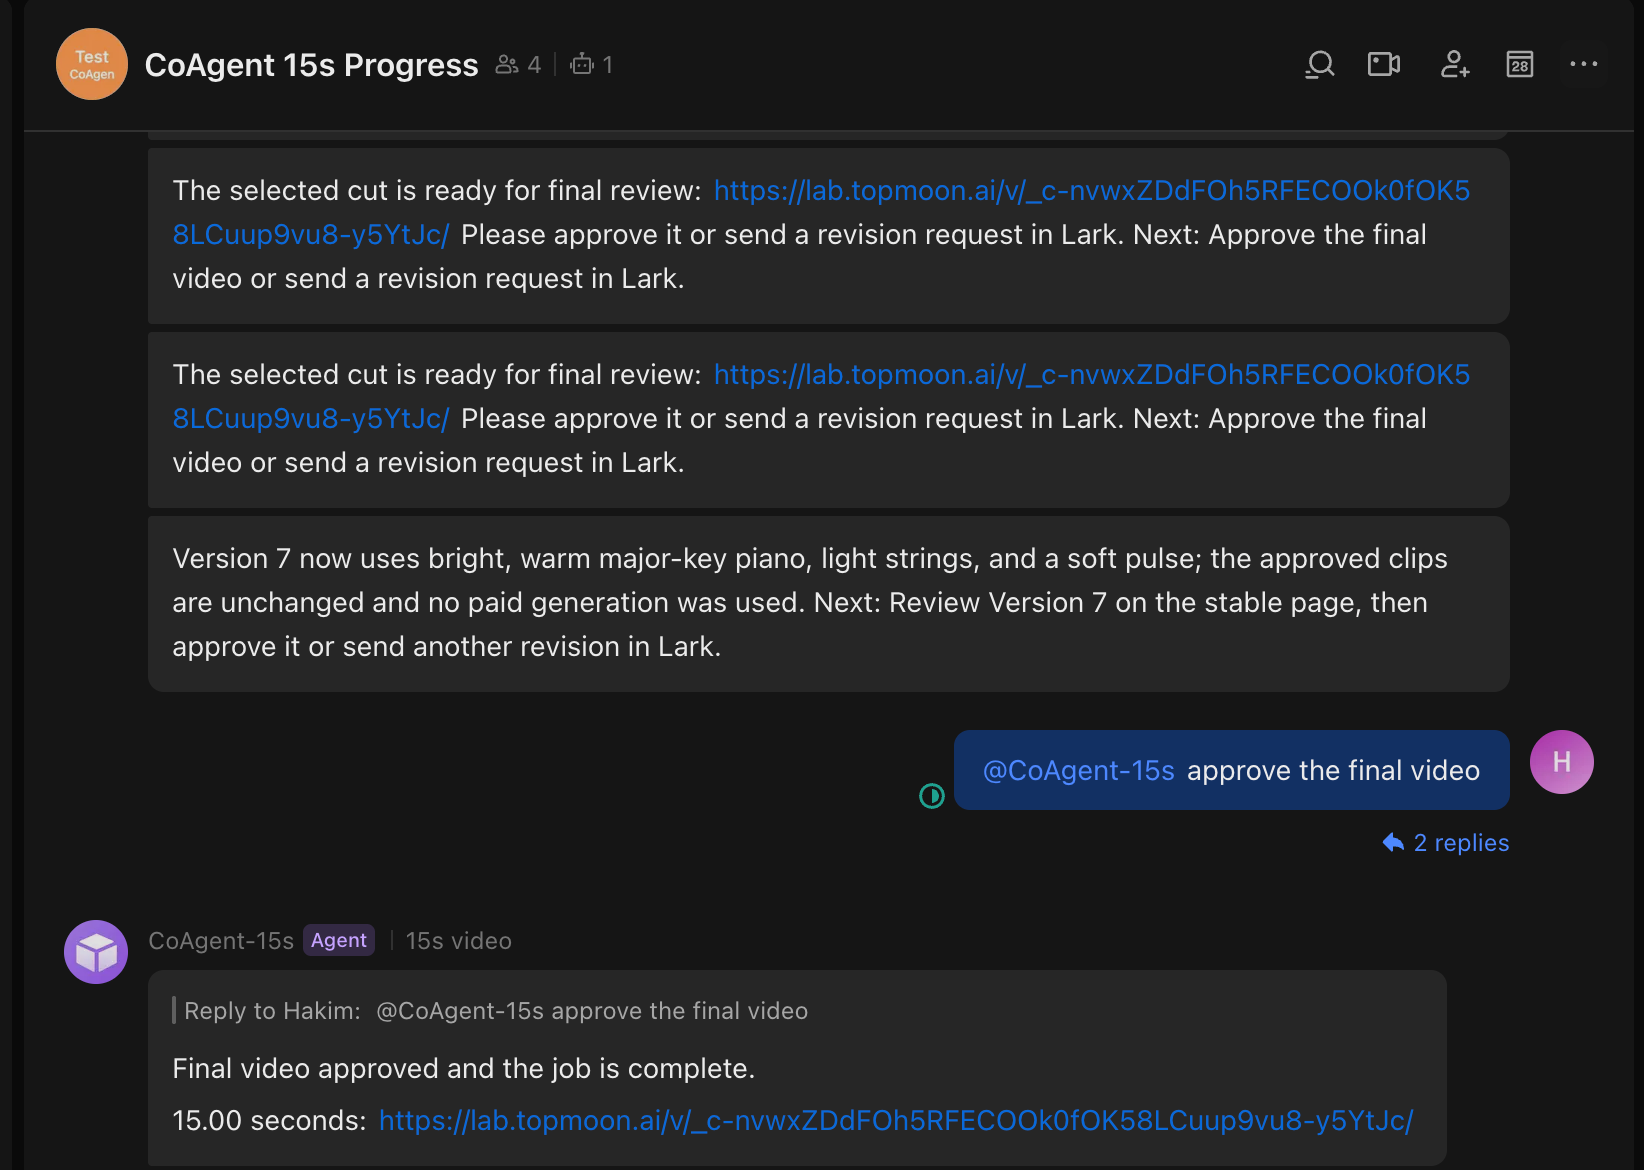 Test
CoAgen
CoAgent 15s Progress 4 1
28
The selected cut is ready for final review: https://lab.topmoon.ai/v/_c-nvwxZDdFOh5RFECOOk0fOK5
8LCuup9vu8-y5YtJc/ Please approve it or send a revision request in Lark. Next: Approve the final
video or send a revision request in Lark.
The selected cut is ready for final review: https://lab.topmoon.ai/v/_c-nvwxZDdFOh5RFECOOk0fOK5
8LCuup9vu8-y5YtJc/ Please approve it or send a revision request in Lark. Next: Approve the final
video or send a revision request in Lark.
Version 7 now uses bright, warm major-key piano, light strings, and a soft pulse; the approved clips
are unchanged and no paid generation was used. Next: Review Version 7 on the stable page, then
approve it or send another revision in Lark.
@CoAgent-15s approve the final video
H
2 replies
CoAgent-15s Agent 15s video
Reply to Hakim: @CoAgent-15s approve the final video
Final video approved and the job is complete.
15.00 seconds: https://lab.topmoon.ai/v/_c-nvwxZDdFOh5RFECOOk0fOK58LCuup9vu8-y5YtJc/